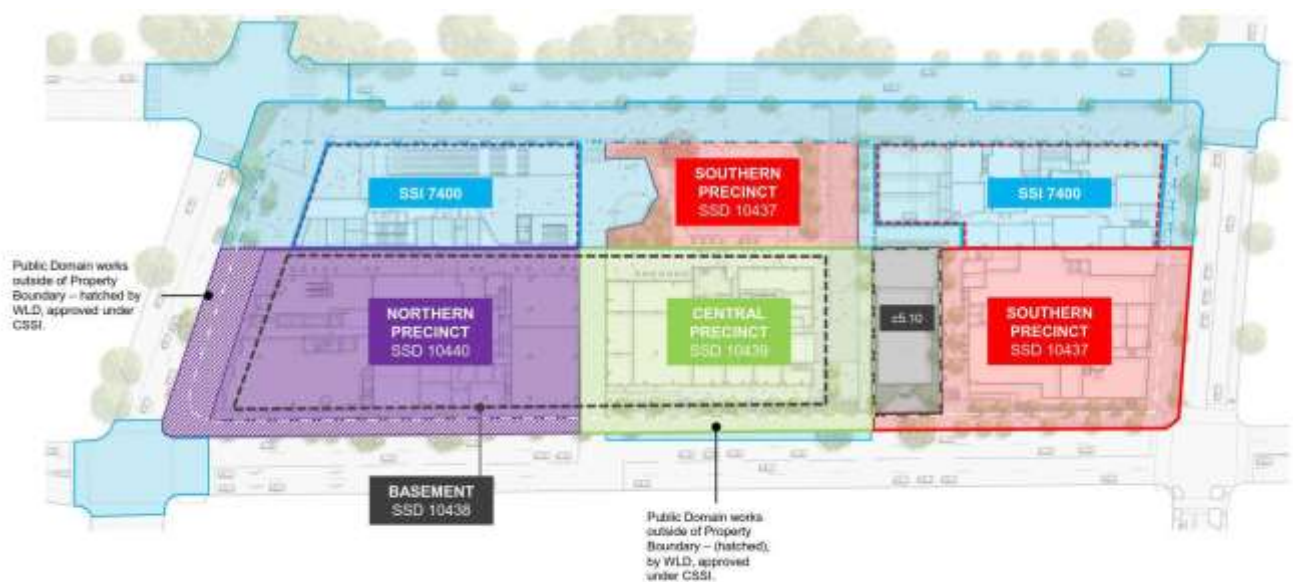 SSI 7400
SOUTHERN
PRECINCT
SSD 10437
SSI 7400
Public Domain works
outside of Property
Boundary – hatched by
WLD, approved under
CSSI.
NORTHERN
PRECINCT
SSD 10440
CENTRAL
PRECINCT
SSD 10439
s5.10
SOUTHERN
PRECINCT
SSD 10437
BASEMENT
SSD 10438
Public Domain works
outside of Property
Boundary – (hatched),
by WLD, approved
under CSSI.